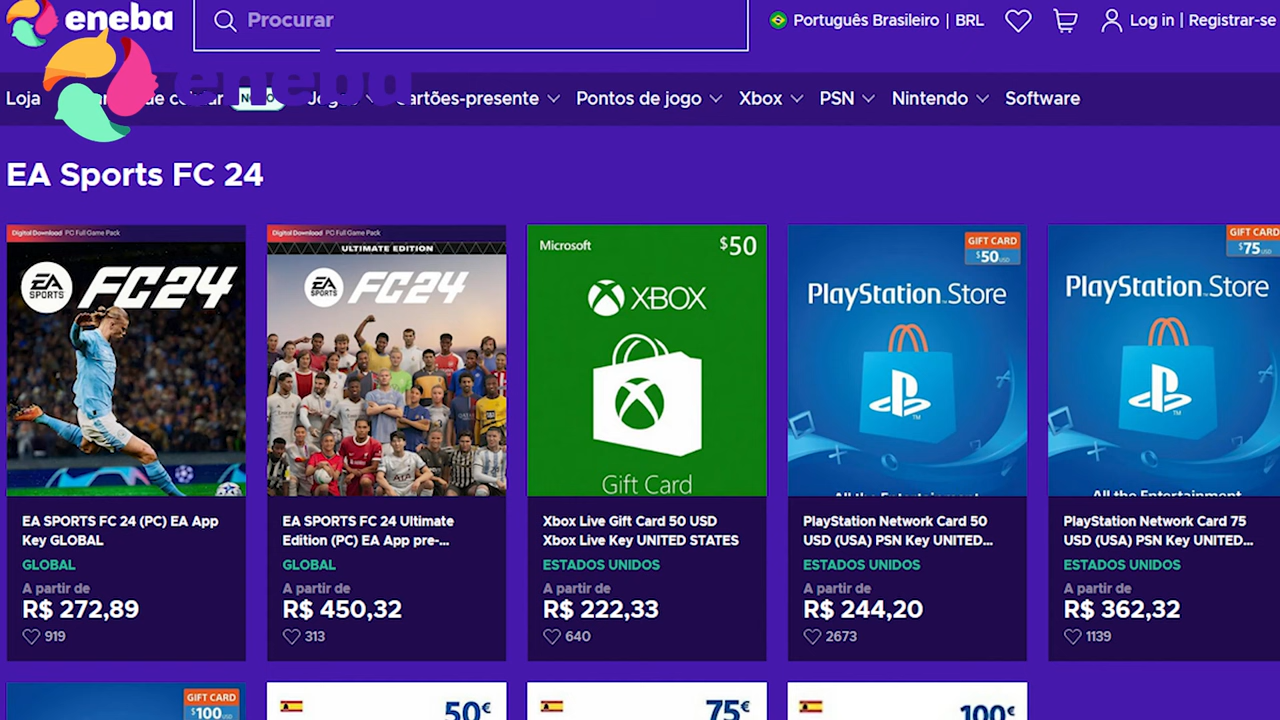 eneba
Procurar
Português Brasileiro | BRL
Log in | Registrar-se
eneba
Loja
Cartões-presente
Pontos de jogo
Xbox
PSN
Nintendo
Software
EA Sports FC 24
Digital Download PC Full Game Pack
EA SPORTS FC24
Digital Download PC Full Game Pack
ULTIMATE EDITION
EA SPORTS FC24
Microsoft $50
XBOX
Gift Card
GIFT CARD
$50 USD
PlayStation Store
GIFT CARD
$75 USD
PlayStation Store
EA SPORTS FC 24 (PC) EA App
Key GLOBAL
GLOBAL
A partir de
R$ 272,89
919
EA SPORTS FC 24 Ultimate
Edition (PC) EA App pre-...
GLOBAL
A partir de
R$ 450,32
313
Xbox Live Gift Card 50 USD
Xbox Live Key UNITED STATES
ESTADOS UNIDOS
A partir de
R$ 222,33
640
PlayStation Network Card 50
USD (USA) PSN Key UNITED...
ESTADOS UNIDOS
A partir de
R$ 244,20
2673
PlayStation Network Card 75
USD (USA) PSN Key UNITED...
ESTADOS UNIDOS
A partir de
R$ 362,32
1139
GIFT CARD
$100 USD
50€
75€
100€